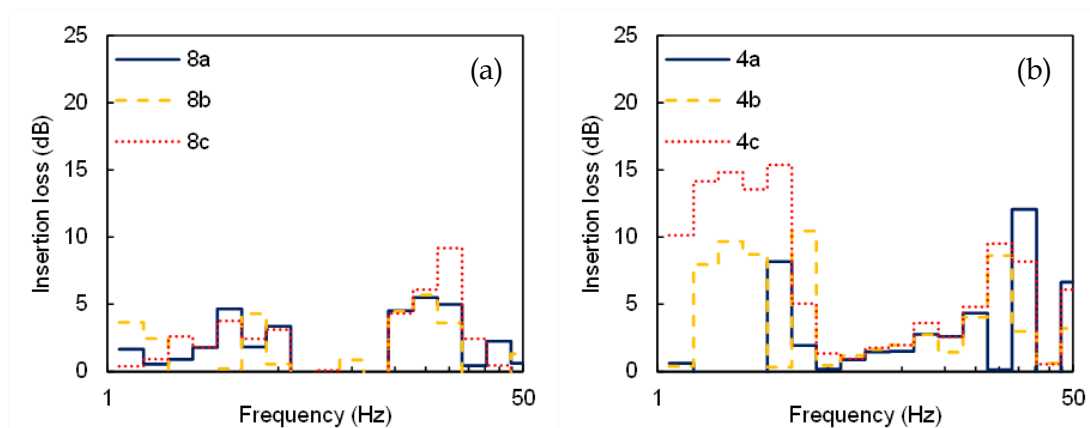 25
20
15
10
5
0
Insertion loss (dB)
8a
8b
8c
(a)
1
50
Frequency (Hz)
25
20
15
10
5
0
Insertion loss (dB)
4a
4b
4c
(b)
1
50
Frequency (Hz)